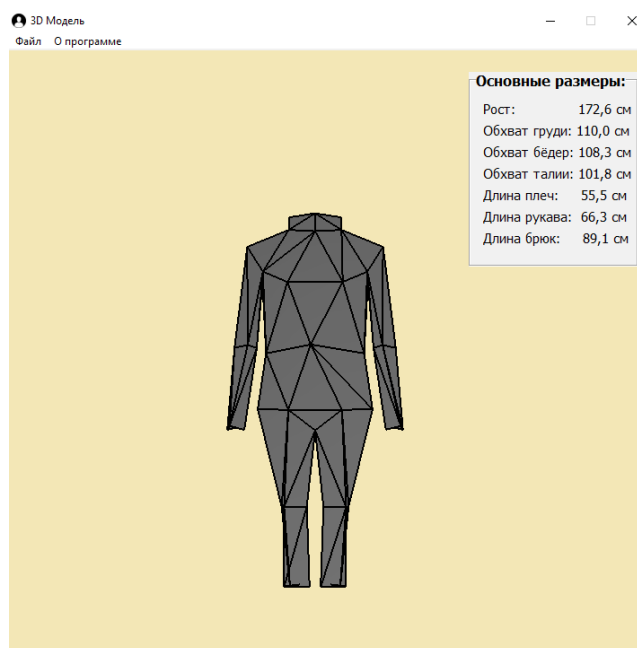 3D Модель
Файл О программе
Основные размеры:
Рост: 172,6 см
Обхват груди: 110,0 см
Обхват бёдер: 108,3 см
Обхват талии: 101,8 см
Длина плеч: 55,5 см
Длина рукава: 66,3 см
Длина брюк: 89,1 см